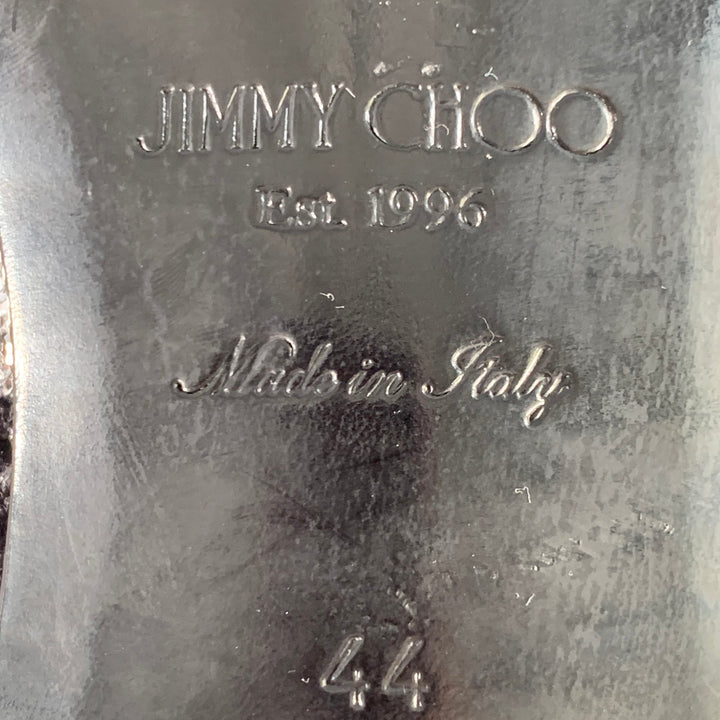 JIMMY CHOO
Est. 1996
Made in Italy
44